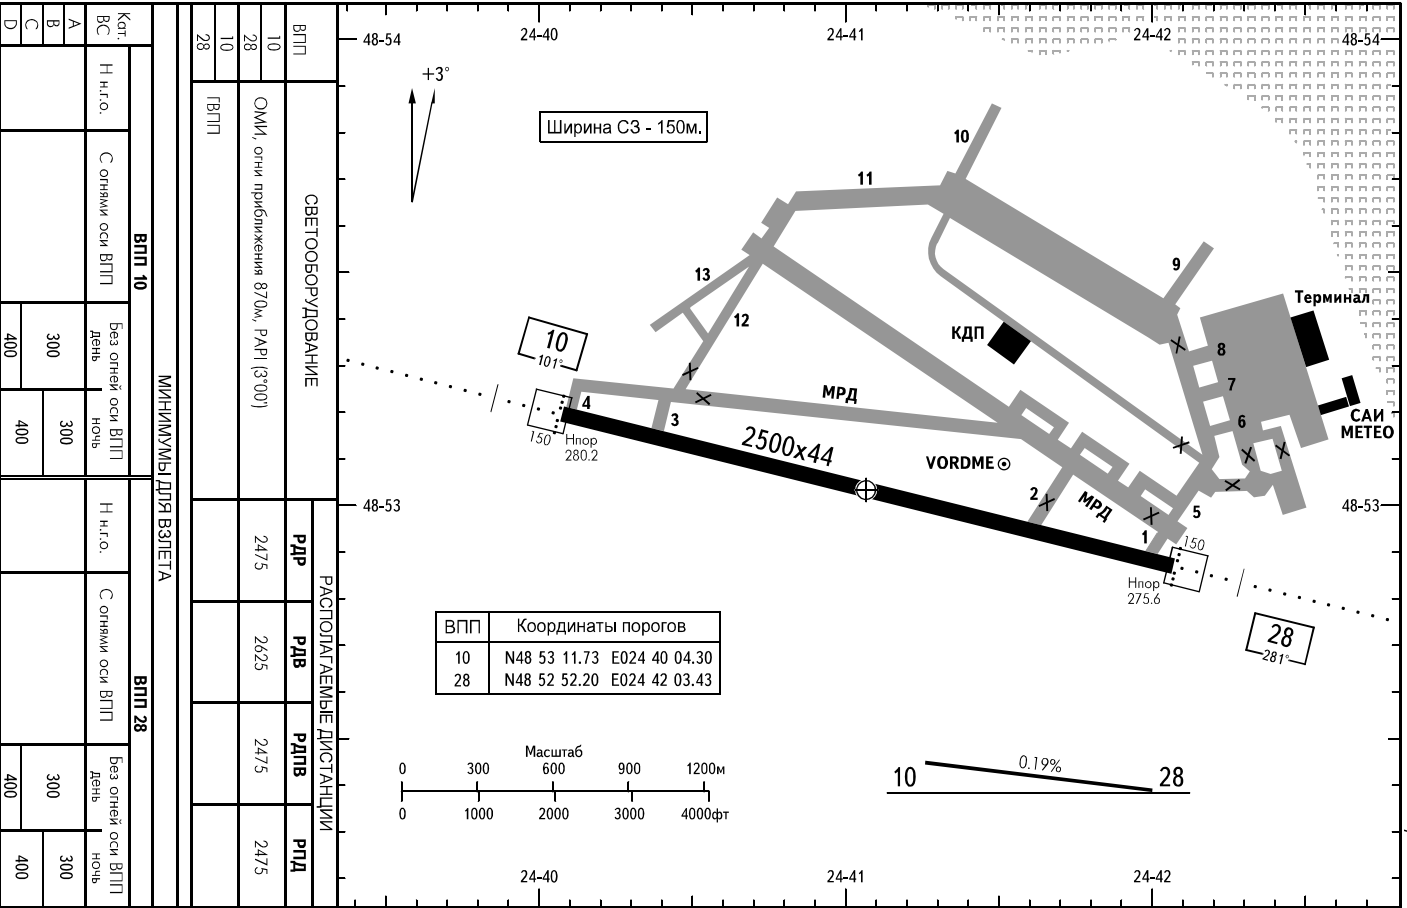 24-40
24-41
24-42
48-54
48-54
+3°
Ширина СЗ - 150м.
10
11
9
13
12
Терминал
КДП
8
7
6
10
101°
МРД
4
3
САИ
МЕТЕО
150
Нпор
280.2
2500x44
VORDME
2
МРД
5
1
48-53
48-53
150
Нпор
275.6
28
281°
ВПП Координаты порогов
10 N48 53 11.73 E024 40 04.30
28 N48 52 52.20 E024 42 03.43
Масштаб
0 300 600 900 1200м
0 1000 2000 3000 4000фт
0.19%
10 28
24-40
24-41
24-42
РАСПОЛАГАЕМЫЕ ДИСТАНЦИИ
ВПП СВЕТООБОРУДОВАНИЕ РДР РДВ РДПВ РПД
10
28
ОМИ, огни приближения 870м, PAPI (3°00')
2475 2625 2475 2475
10
28
ГВПП
МИНИМУМЫ ДЛЯ ВЗЛЕТА
ВПП 10 ВПП 28
Кат.
ВС
Н н.г.о. С огнями оси ВПП Без огней оси ВПП
день ночь
Н н.г.о. С огнями оси ВПП Без огней оси ВПП
день ночь
A
B
C
D
300 300 300 300
400 400 400 400